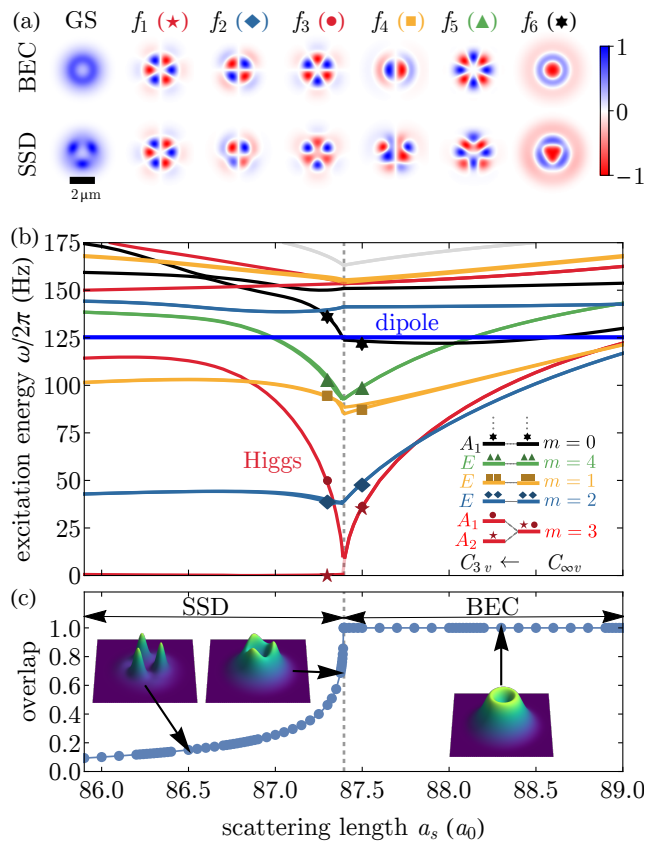 (a) GS f₁ (★) f₂ (◆) f₃ (●) f₄ (■) f₅ (▲) f₆ (✶)
BEC
SSD
2 μm
1
0
−1
(b)
excitation energy ω/2π (Hz)
175
150
125
100
75
50
25
0
dipole
Higgs
A₁ m = 0
E m = 4
E m = 1
E m = 2
A₁
A₂ m = 3
C₃ᵥ ← C∞ᵥ
(c) SSD BEC
overlap
1.0
0.8
0.6
0.4
0.2
0.0
86.0 86.5 87.0 87.5 88.0 88.5 89.0
scattering length aₛ (a₀)